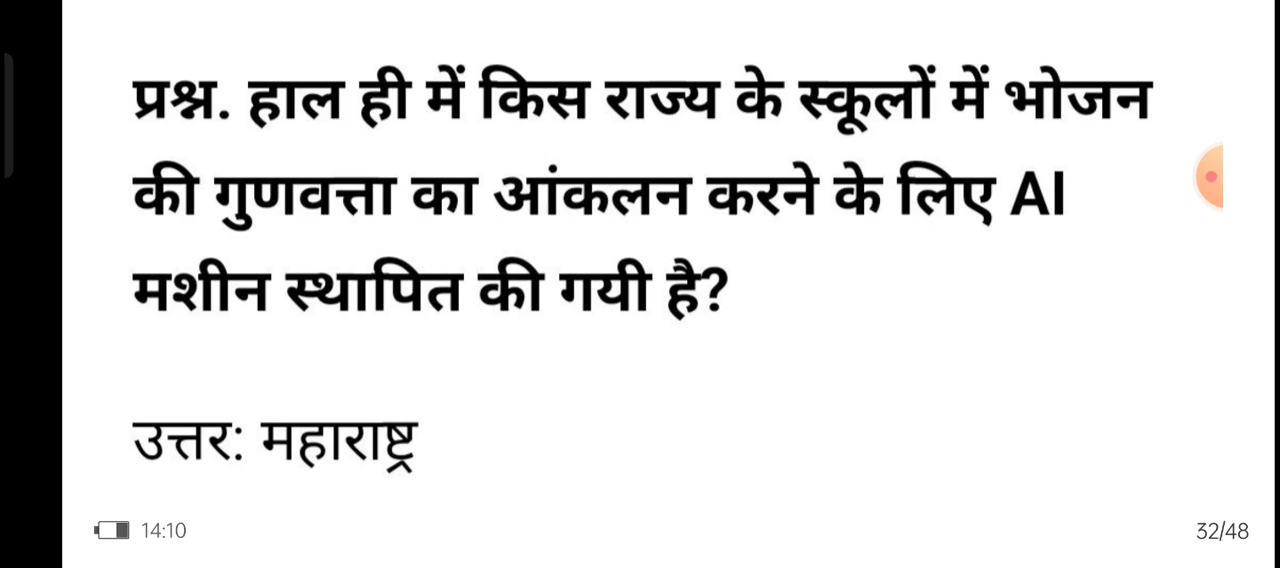 प्रश्न. हाल ही में किस राज्य के स्कूलों में भोजन
की गुणवत्ता का आंकलन करने के लिए AI
मशीन स्थापित की गयी है?
उत्तर: महाराष्ट्र
14:10
32/48